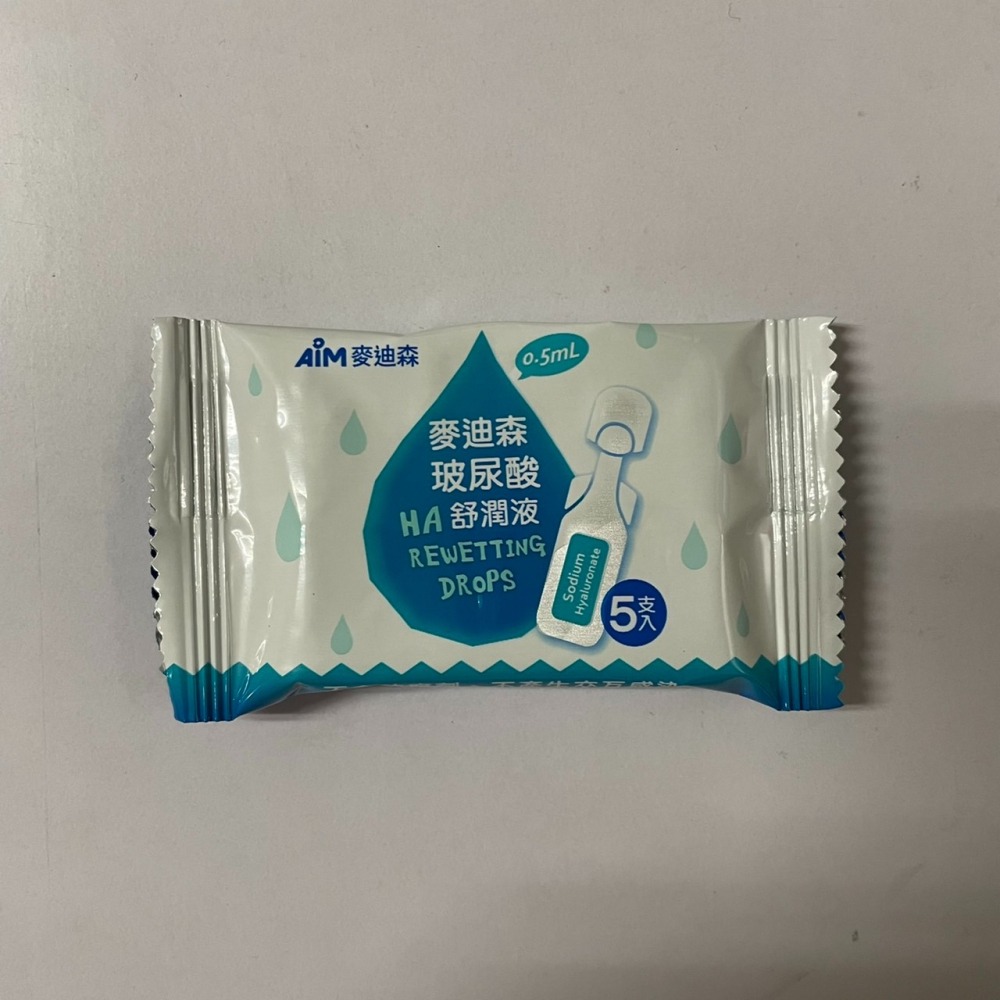 AiM 麥迪森
0.5mL
麥迪森
玻尿酸
HA 舒潤液
REWETTING
DROPS
Sodium
Hyaluronate
5支入